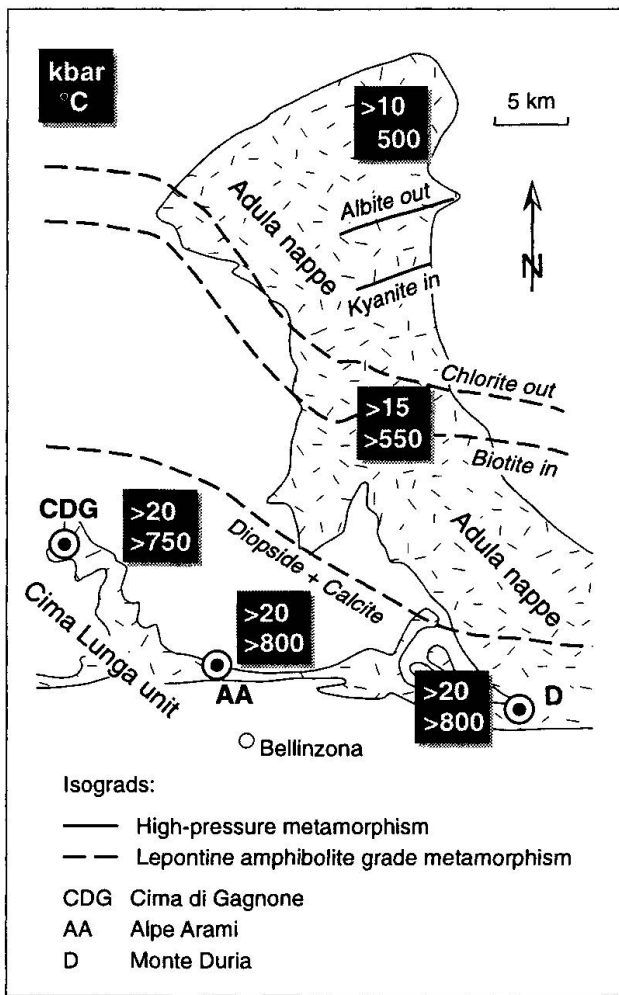 kbar
°C
>10
500
5 km
Adula nappe
Albite out
N
Kyanite in
Chlorite out
>15
>550
Biotite in
CDG
>20
>750
Diopside + Calcite
Adula nappe
Cima Lunga unit
>20
>800
AA
>20
>800
D
Bellinzona
Isograds:
High-pressure metamorphism
Lepontine amphibolite grade metamorphism
CDG Cima di Gagnone
AA Alpe Arami
D Monte Duria